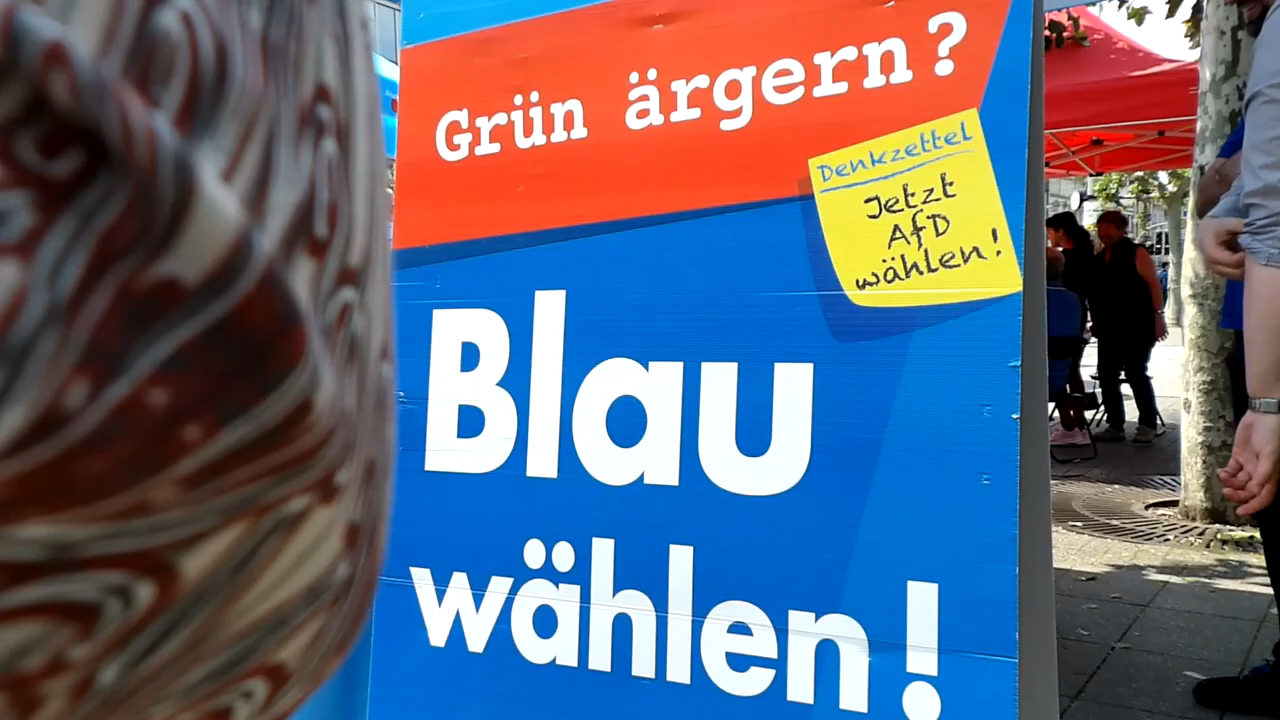 Grün ärgern?
Denkzettel
Jetzt
AfD
wählen!
Blau
wählen!